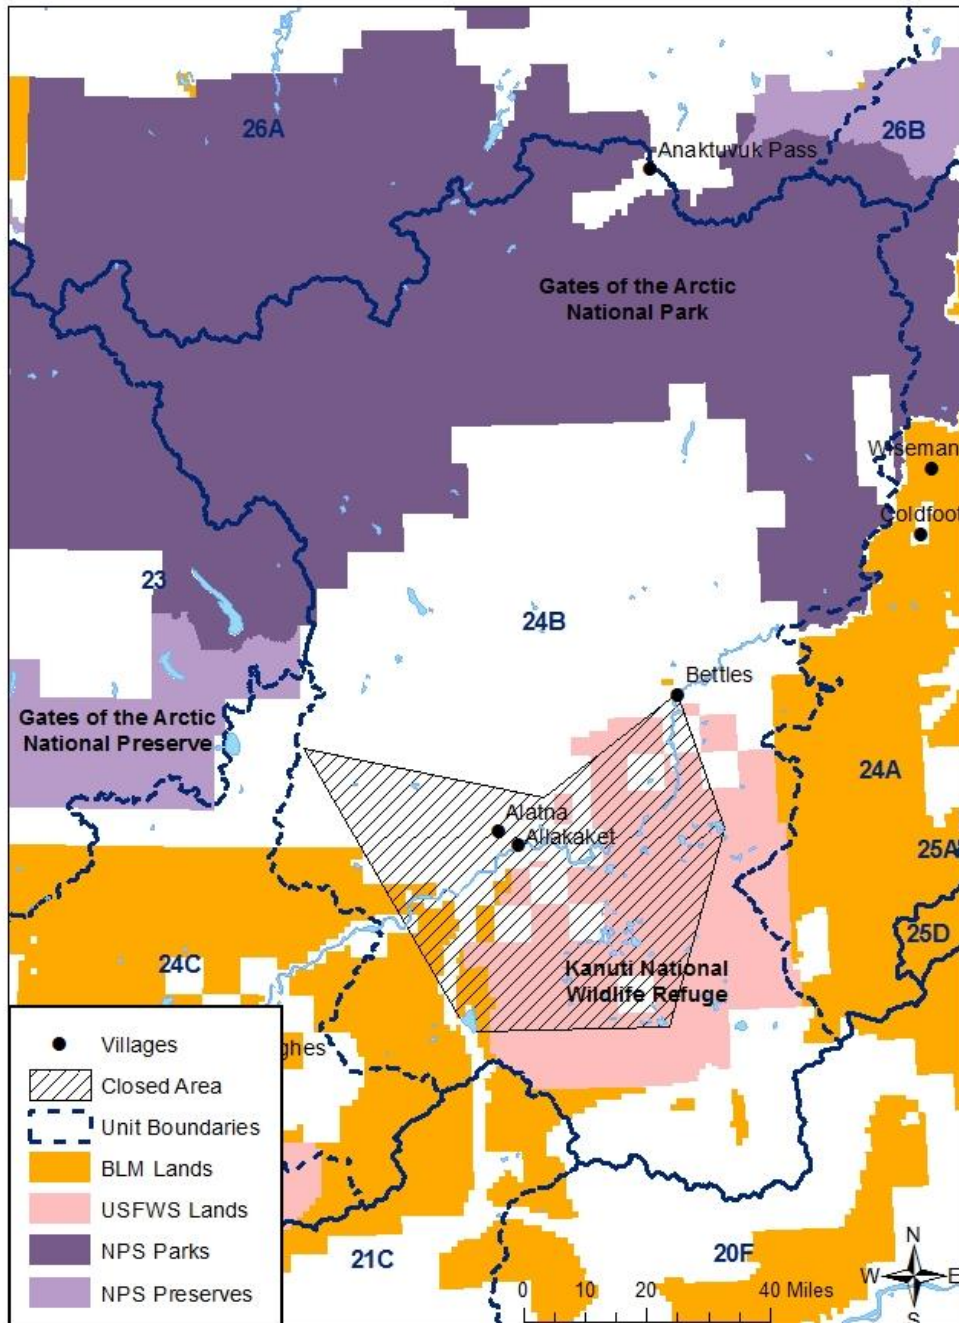 26A
26B
Anaktuvuk Pass
Gates of the Arctic
National Park
Wiseman
Coldfoot
23
24B
Bettles
Gates of the Arctic
National Preserve
24A
Alatna
Allakaket
25A
25D
24C
Kanuti National
Wildlife Refuge
ghes
Villages
Closed Area
Unit Boundaries
BLM Lands
USFWS Lands
NPS Parks
NPS Preserves
21C
20F
0 10 20 40 Miles
N
W E
S